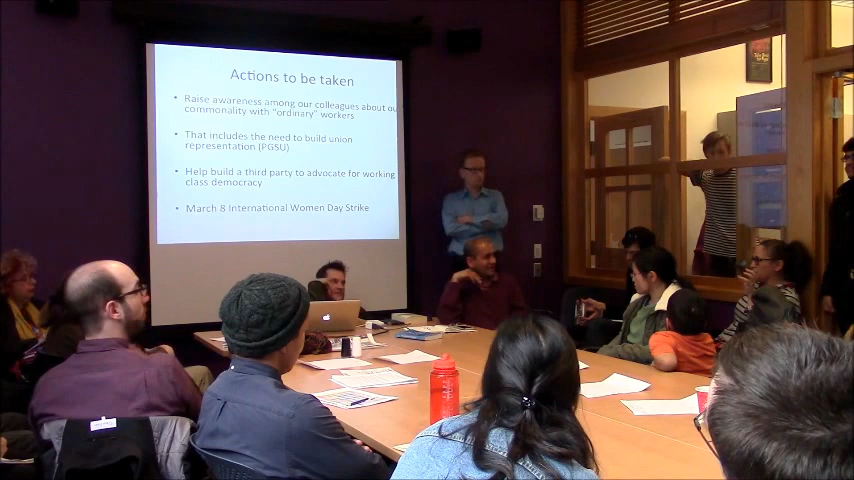 Actions to be taken
• Raise awareness among our colleagues about ou
commonality with "ordinary" workers
• That includes the need to build union
representation (PGSU)
• Help build a third party to advocate for working
class democracy
• March 8 International Women Day Strike